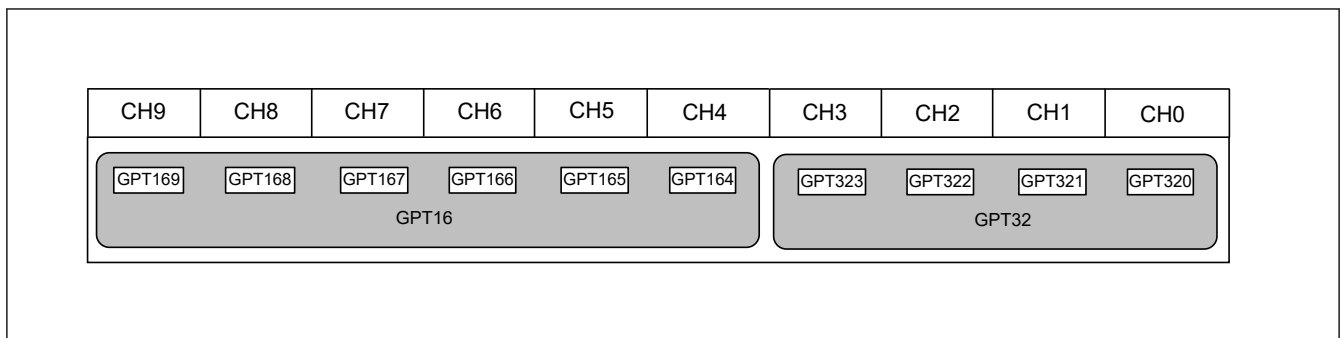 CH9 CH8 CH7 CH6 CH5 CH4 CH3 CH2 CH1 CH0
GPT169 GPT168 GPT167 GPT166 GPT165 GPT164 GPT323 GPT322 GPT321 GPT320
GPT16 GPT32